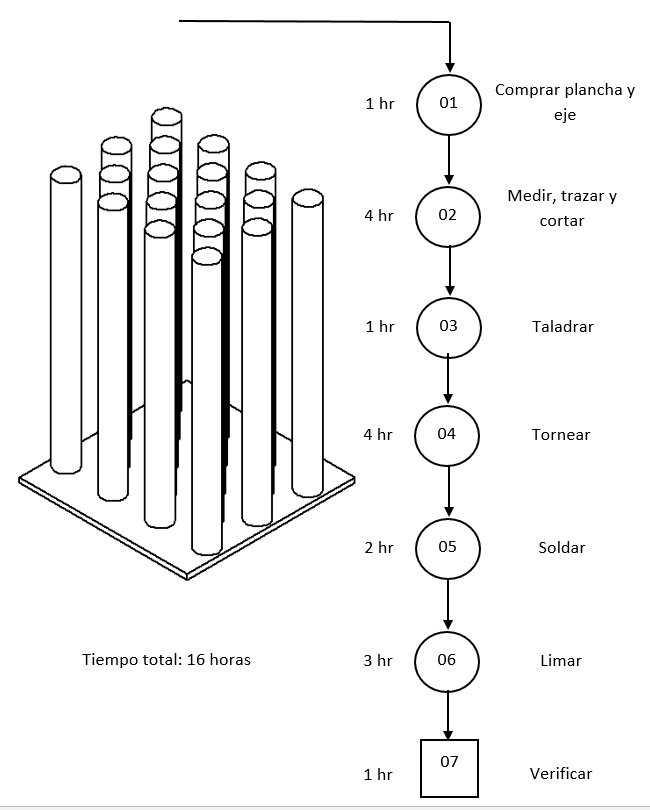 1 hr
01
Comprar plancha y
eje
4 hr
02
Medir, trazar y
cortar
1 hr
03
Taladrar
4 hr
04
Tornear
2 hr
05
Soldar
Tiempo total: 16 horas
3 hr
06
Limar
1 hr
07
Verificar